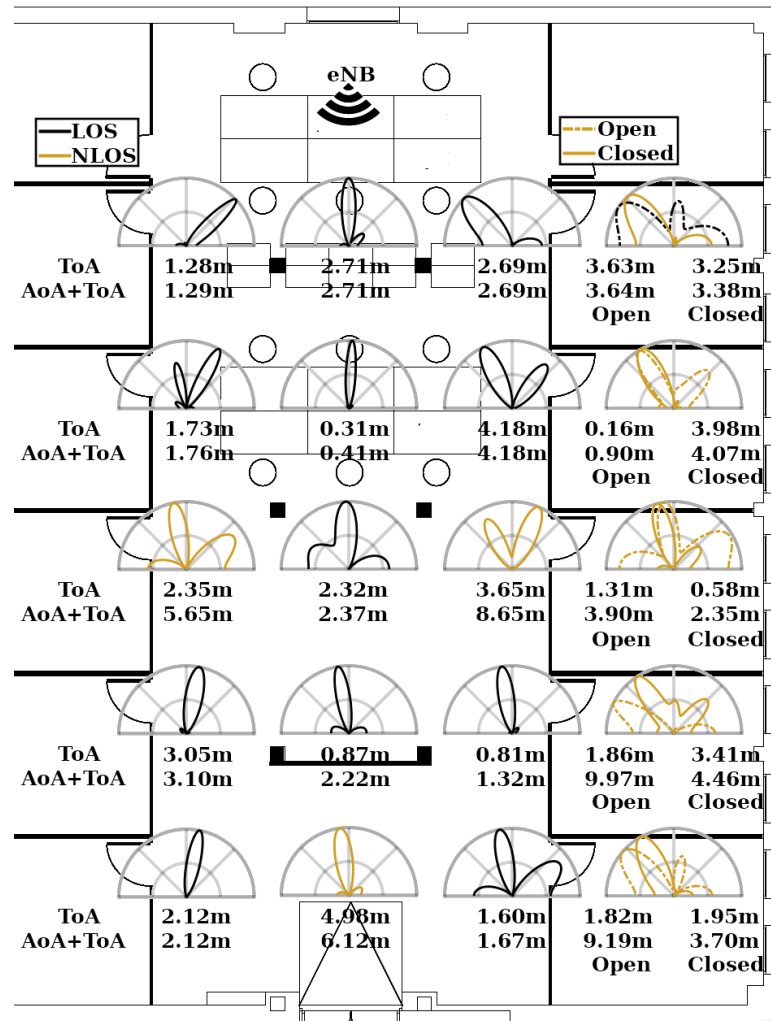 eNB
LOS
NLOS
Open
Closed
ToA 1.28m 2.71m 2.69m 3.63m 3.25m
AoA+ToA 1.29m 2.71m 2.69m 3.64m 3.38m
Open Closed
ToA 1.73m 0.31m 4.18m 0.16m 3.98m
AoA+ToA 1.76m 0.41m 4.18m 0.90m 4.07m
Open Closed
ToA 2.35m 2.32m 3.65m 1.31m 0.58m
AoA+ToA 5.65m 2.37m 8.65m 3.90m 2.35m
Open Closed
ToA 3.05m 0.87m 0.81m 1.86m 3.41m
AoA+ToA 3.10m 2.22m 1.32m 9.97m 4.46m
Open Closed
ToA 2.12m 4.98m 1.60m 1.82m 1.95m
AoA+ToA 2.12m 6.12m 1.67m 9.19m 3.70m
Open Closed